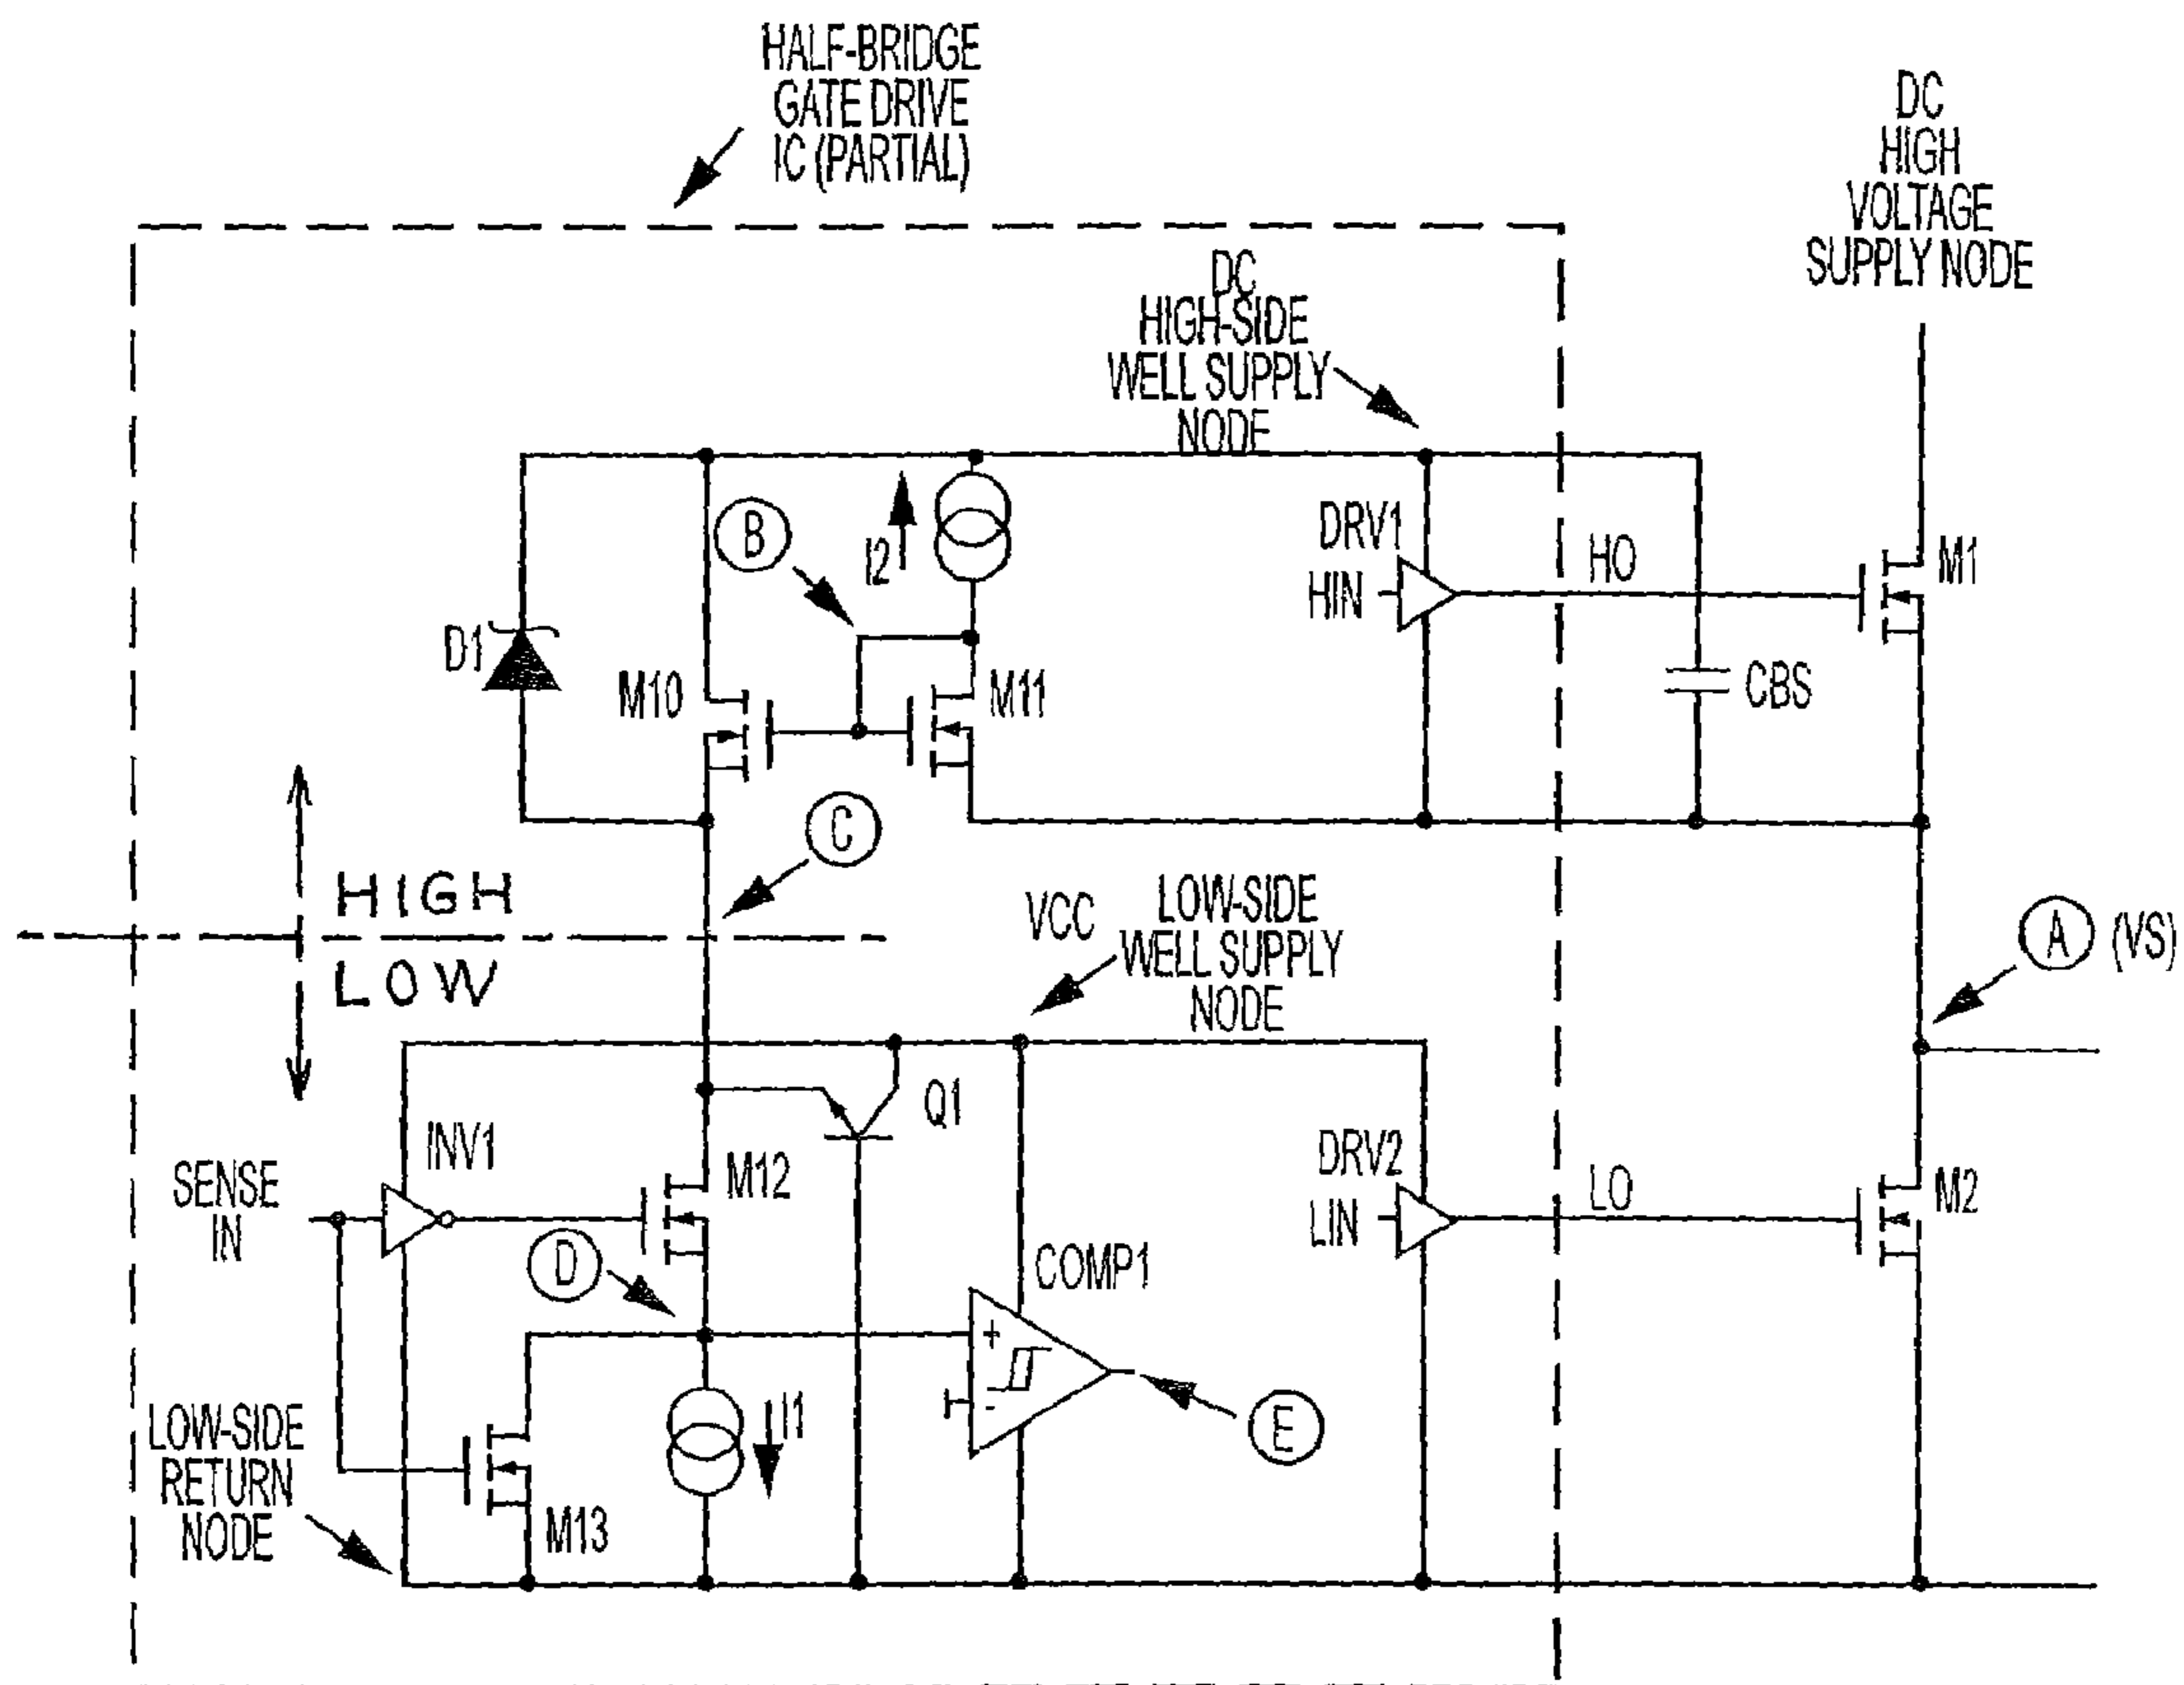 HALF-BRIDGE
GATE DRIVE
IC (PARTIAL)
DC
HIGH
VOLTAGE
SUPPLY NODE
DC
HIGH-SIDE
WELL SUPPLY
NODE
B
I2
DRV1
HIN
HO
M1
D1
M10
M11
CBS
C
HIGH
LOW
VCC
LOW-SIDE
WELL SUPPLY
NODE
A (VS)
INV1
Q1
SENSE
IN
M12
DRV2
LIN
LO
M2
D
COMP1
+
-
I1
E
LOW-SIDE
RETURN
NODE
M13